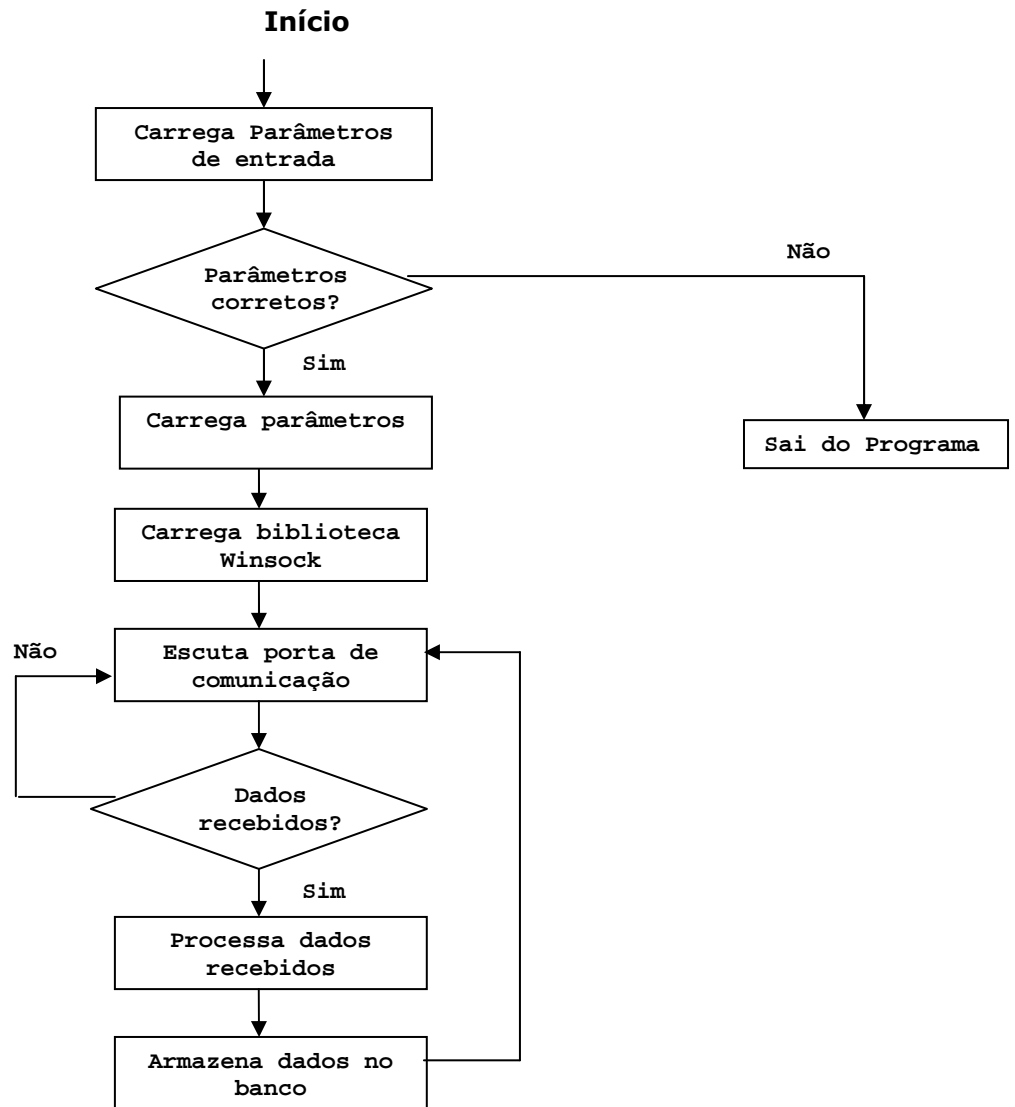 Início
Carrega Parâmetros
de entrada
Não
Parâmetros
corretos?
Sim
Carrega parâmetros
Sai do Programa
Carrega biblioteca
Winsock
Não
Escuta porta de
comunicação
Dados
recebidos?
Sim
Processa dados
recebidos
Armazena dados no
banco